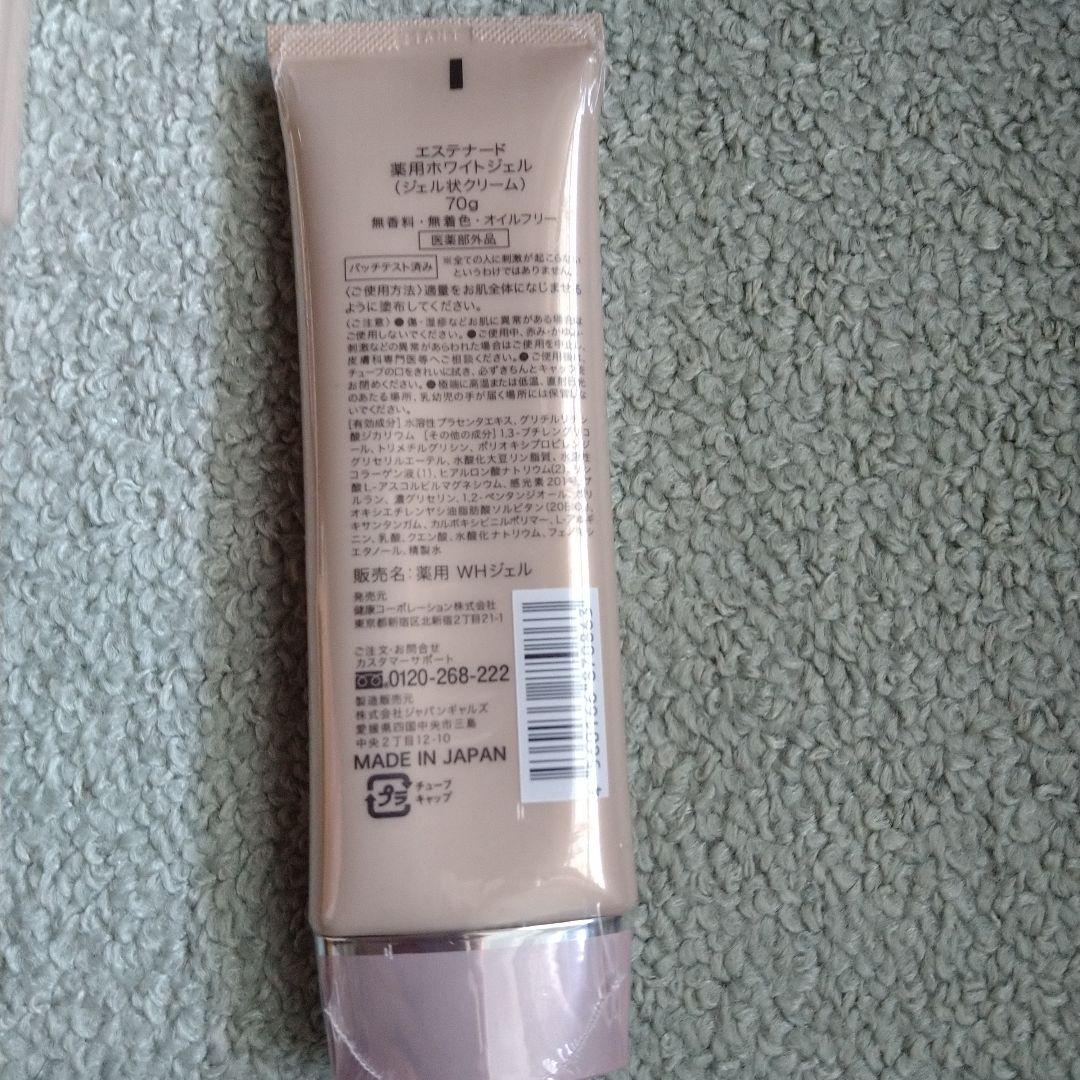 エステナード
薬用ホワイトジェル
（ジェル状クリーム）
70g
無香料・無着色・オイルフリー
医薬部外品
パッチテスト済み ※全ての人に刺激が起こらない
というわけではありません。
〈ご使用方法〉適量をお肌全体になじませる
ように塗布してください。
〈ご注意〉●傷・湿疹などお肌に異常がある場合は
ご使用しないでください。●ご使用中、赤み・かゆみ・
刺激などの異常があらわれた場合はご使用を中止し、
皮膚科専門医等へご相談ください。●ご使用後は、
チューブの口をきれいに拭き、必ずきちんとキャップを
お閉めください。●極端に高温または低温、直射日光
のあたる場所、乳幼児の手が届く場所には保管しな
いでください。
[有効成分] 水溶性プラセンタエキス、グリチルリチン
酸ジカリウム [その他の成分] 1,3-ブチレングリコ
ール、トリメチルグリシン、ポリオキシプロピレンジ
グリセリルエーテル、水酸化大豆リン脂質、水溶性
コラーゲン液(1)、ヒアルロン酸ナトリウム(2)、リン
酸L-アスコルビルマグネシウム、感光素201号、プ
ルラン、濃グリセリン、1,2-ペンタンジオール、ポリ
オキシエチレンヤシ油脂肪酸ソルビタン(20E.O.)、
キサンタンガム、カルボキシビニルポリマー、L-アルギ
ニン、乳酸、クエン酸、水酸化ナトリウム、フェノキシ
エタノール、精製水
販売名：薬用 WHジェル
発売元
健康コーポレーション株式会社
東京都新宿区北新宿2丁目21-1
ご注文・お問合せ
カスタマーサポート
0120-268-222
製造販売元
株式会社ジャパンギャルズ
愛媛県四国中央市三島
中央2丁目12-10
MADE IN JAPAN
プラ
チューブ
キャップ